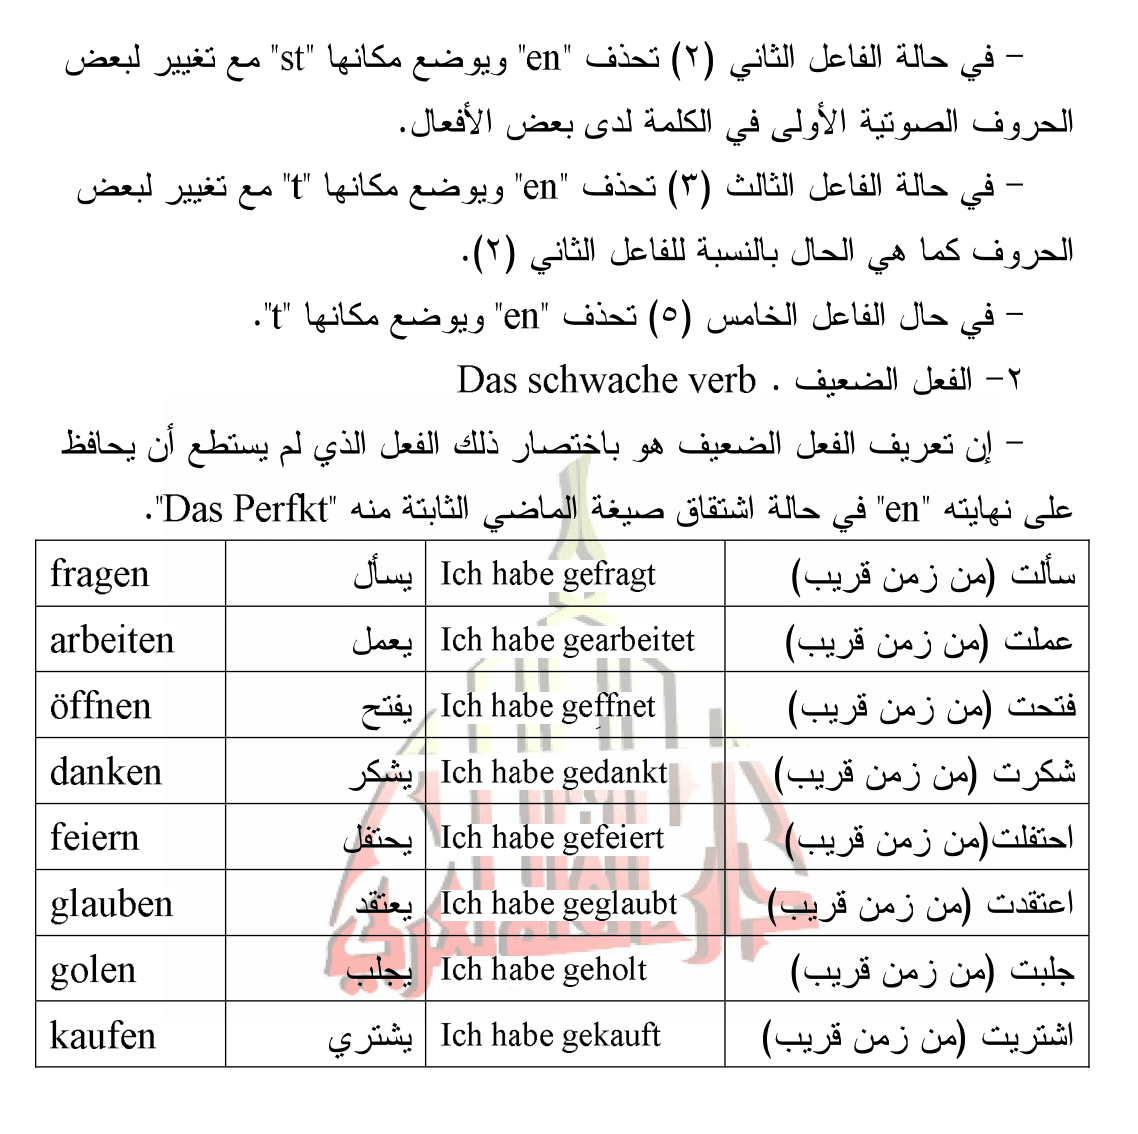 - في حالة الفاعل الثاني (٢) تحذف "en" ويوضع مكانها "st" مع تغيير لبعض
الحروف الصوتية الأولى في الكلمة لدى بعض الأفعال.
- في حالة الفاعل الثالث (٣) تحذف "en" ويوضع مكانها "t" مع تغيير لبعض
الحروف كما هي الحال بالنسبة للفاعل الثاني (٢).
- في حال الفاعل الخامس (٥) تحذف "en" ويوضع مكانها "t".
٢- الفعل الضعيف . Das schwache verb
- إن تعريف الفعل الضعيف هو باختصار ذلك الفعل الذي لم يستطع أن يحافظ
على نهايته "en" في حالة اشتقاق صيغة الماضي الثابتة منه "Das Perfkt".
fragen يسأل Ich habe gefragt سألت (من زمن قريب)
arbeiten يعمل Ich habe gearbeitet عملت (من زمن قريب)
öffnen يفتح Ich habe geffnet فتحت (من زمن قريب)
danken يشكر Ich habe gedankt شكرت (من زمن قريب)
feiern يحتفل Ich habe gefeiert احتفلت(من زمن قريب)
glauben يعتقد Ich habe geglaubt اعتقدت (من زمن قريب)
golen يجلب Ich habe geholt جلبت (من زمن قريب)
kaufen يشتري Ich habe gekauft اشتريت (من زمن قريب)